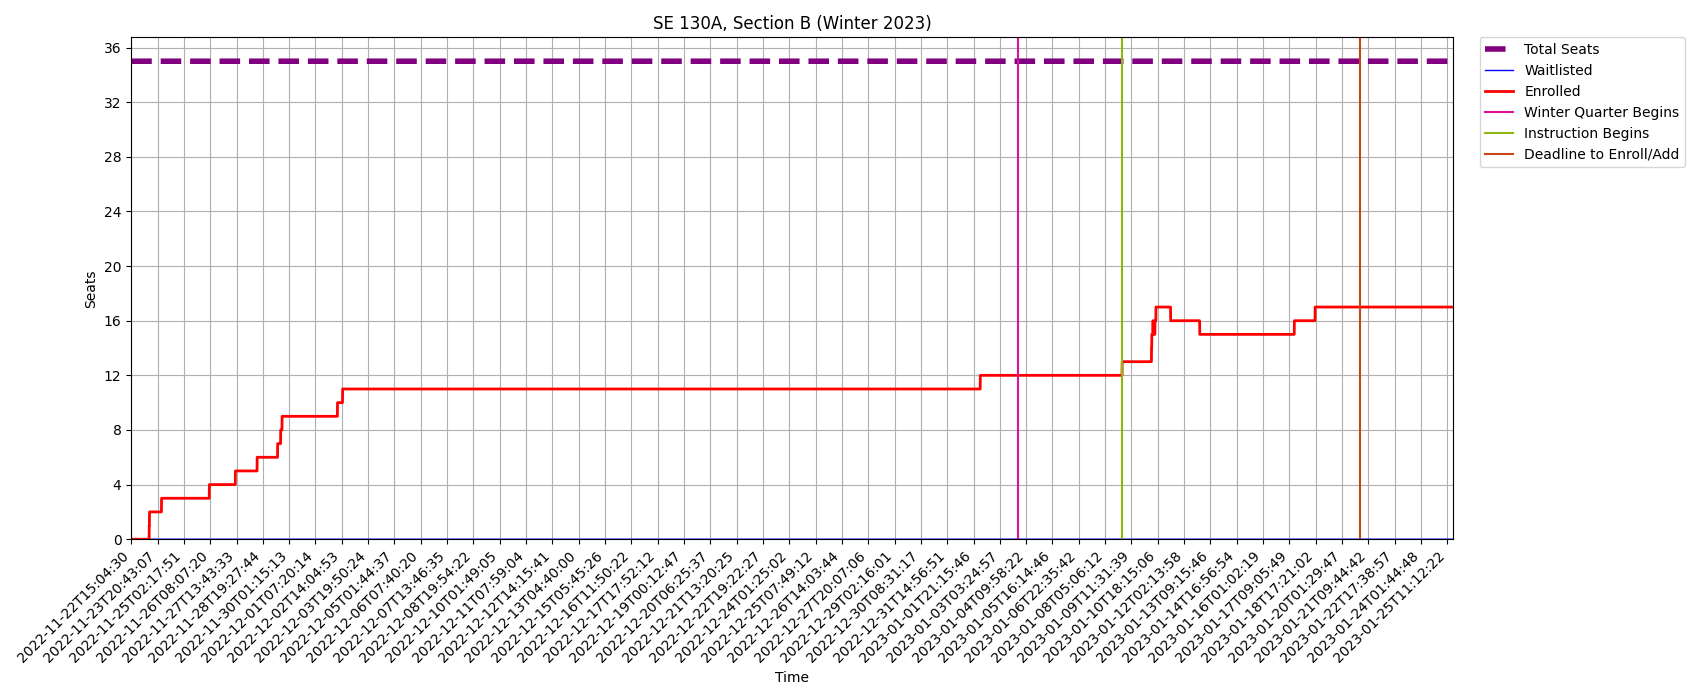 SE 130A, Section B (Winter 2023)
Total Seats
Waitlisted
Enrolled
Winter Quarter Begins
Instruction Begins
Deadline to Enroll/Add
Seats
36
32
28
24
20
16
12
8
4
0
2022-11-22T15:04:30
2022-11-23T20:43:07
2022-11-25T02:17:51
2022-11-26T08:07:20
2022-11-27T13:43:33
2022-11-28T19:27:44
2022-11-30T01:15:13
2022-12-01T07:20:14
2022-12-02T14:04:53
2022-12-03T19:50:24
2022-12-05T01:44:37
2022-12-06T07:40:20
2022-12-07T13:46:35
2022-12-08T19:54:22
2022-12-10T01:49:05
2022-12-11T07:59:04
2022-12-12T14:15:41
2022-12-13T04:40:00
2022-12-15T05:45:26
2022-12-16T11:50:22
2022-12-17T17:52:12
2022-12-19T00:12:47
2022-12-20T06:25:37
2022-12-21T13:20:25
2022-12-22T19:22:27
2022-12-24T01:25:02
2022-12-25T07:49:12
2022-12-26T14:03:44
2022-12-27T20:07:06
2022-12-29T02:16:01
2022-12-30T08:31:17
2022-12-31T14:56:51
2023-01-01T21:15:46
2023-01-03T03:24:57
2023-01-04T09:58:22
2023-01-05T16:14:46
2023-01-06T22:35:42
2023-01-08T05:06:12
2023-01-09T11:31:39
2023-01-10T18:15:06
2023-01-12T02:13:58
2023-01-13T09:15:46
2023-01-14T16:56:54
2023-01-16T01:02:19
2023-01-17T09:05:49
2023-01-18T17:21:02
2023-01-20T01:29:47
2023-01-21T09:44:42
2023-01-22T17:38:57
2023-01-24T01:44:48
2023-01-25T11:12:22
Time